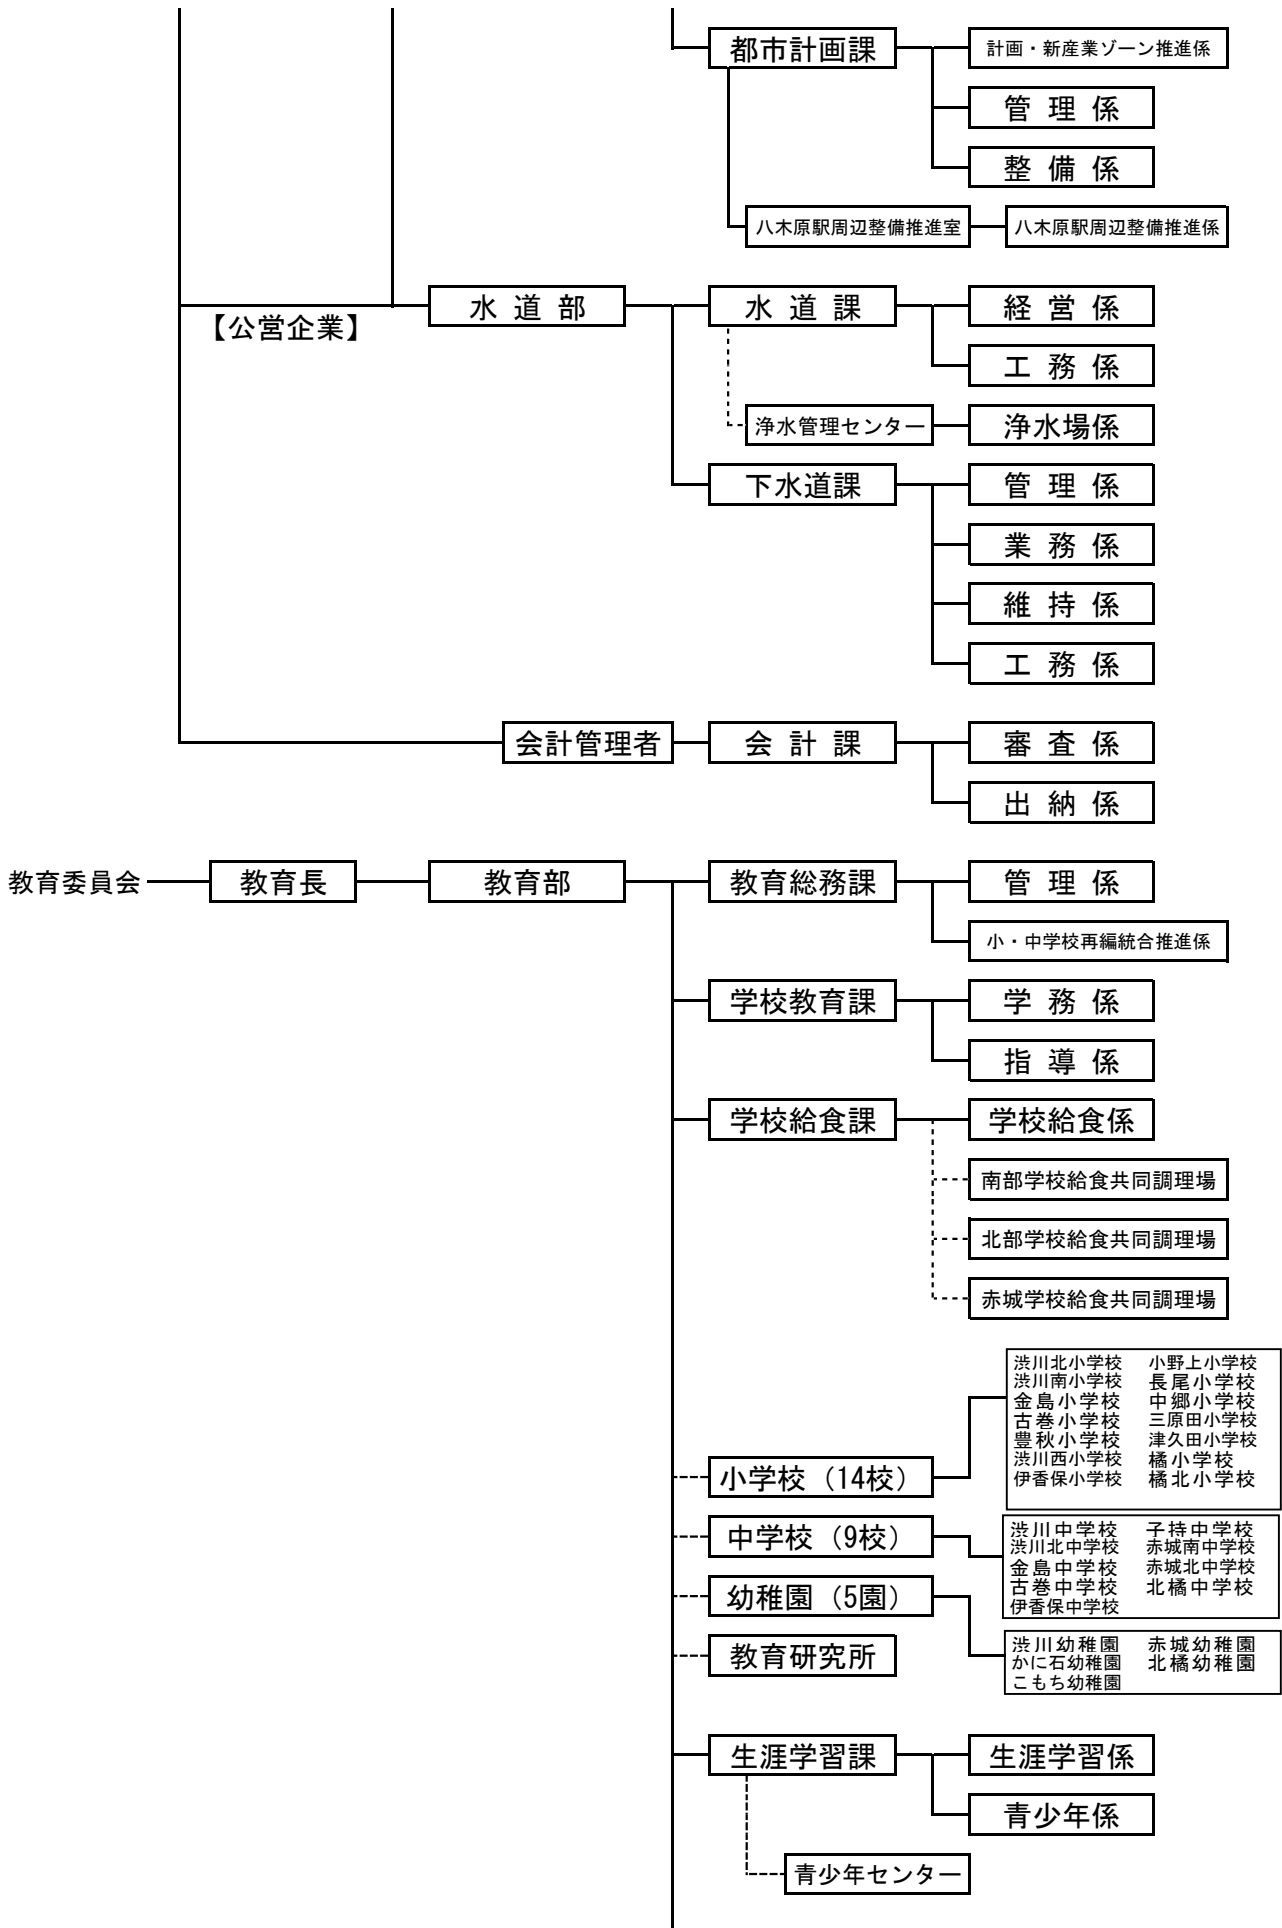 都市計画課
計画・新産業ゾーン推進係
管 理 係
整 備 係
八木原駅周辺整備推進室
八木原駅周辺整備推進係
水 道 部
【公営企業】
水 道 課
経 営 係
工 務 係
浄水管理センター
浄水場係
下水道課
管 理 係
業 務 係
維 持 係
工 務 係
会計管理者
会 計 課
審 査 係
出 納 係
教育委員会
教育長
教育部
教育総務課
管 理 係
小・中学校再編統合推進係
学校教育課
学 務 係
指 導 係
学校給食課
学校給食係
南部学校給食共同調理場
北部学校給食共同調理場
赤城学校給食共同調理場
小学校（14校）
渋川北小学校 小野上小学校
渋川南小学校 長尾小学校
金島小学校 中郷小学校
古巻小学校 三原田小学校
豊秋小学校 津久田小学校
渋川西小学校 橘小学校
伊香保小学校 橘北小学校
中学校（9校）
渋川中学校 子持中学校
渋川北中学校 赤城南中学校
金島中学校 赤城北中学校
古巻中学校 北橘中学校
伊香保中学校
幼稚園（5園）
渋川幼稚園 赤城幼稚園
かに石幼稚園 北橘幼稚園
こもち幼稚園
教育研究所
生涯学習課
生涯学習係
青少年係
青少年センター